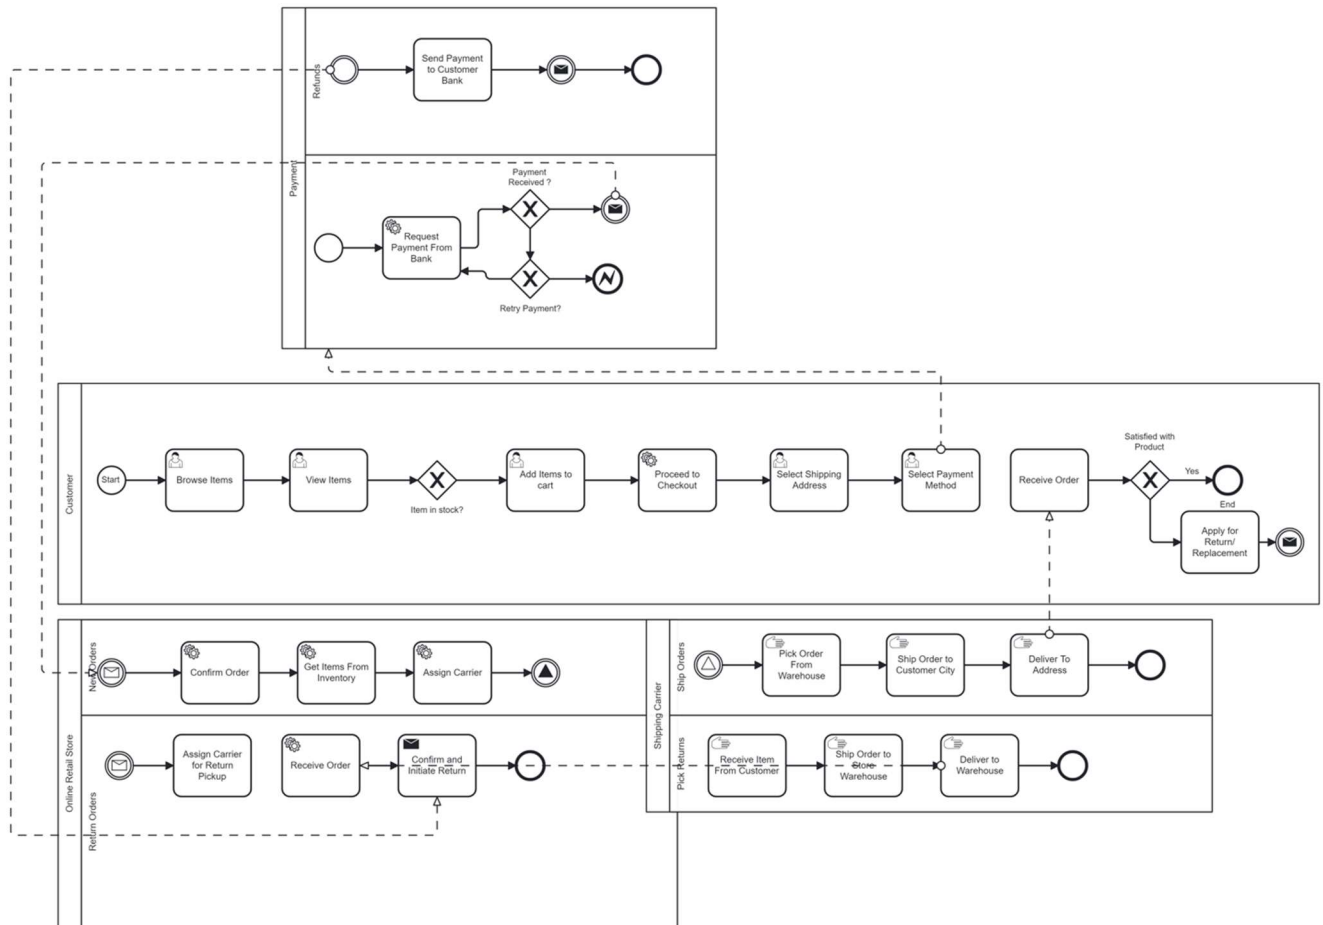 Refunds
Send Payment
to Customer
Bank
Payment
Payment
Received ?
Request
Payment From
Bank
Retry Payment?
Customer
Start
Browse Items
View Items
Item in stock?
Add Items to
cart
Proceed to
Checkout
Select Shipping
Address
Select Payment
Method
Receive Order
Satisfied with
Product
Yes
End
Apply for
Return/
Replacement
Online Retail Store
New Orders
Confirm Order
Get Items From
Inventory
Assign Carrier
Shipping Carrier
Ship Orders
Pick Order
From
Warehouse
Ship Order to
Customer City
Deliver To
Address
Return Orders
Assign Carrier
for Return
Pickup
Receive Order
Confirm and
Initiate Return
Pick Returns
Receive Item
From Customer
Ship Order to
Store
Warehouse
Deliver to
Warehouse